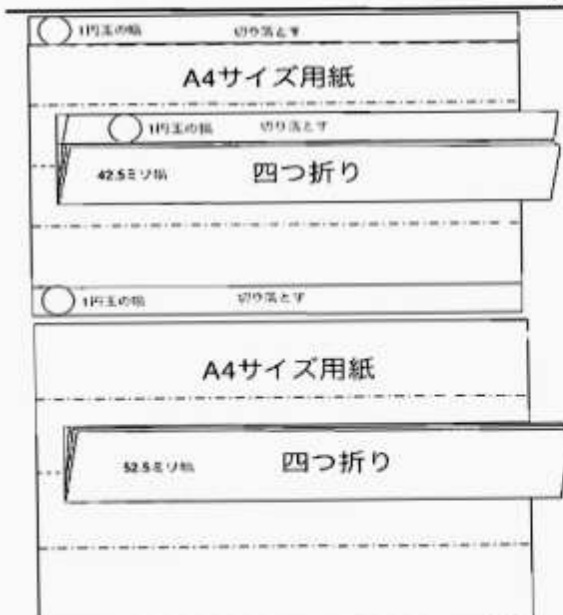 1円玉の幅 切り落とす
A4サイズ用紙
1円玉の幅 切り落とす
42.5ミリ幅 四つ折り
1円玉の幅 切り落とす
A4サイズ用紙
52.5ミリ幅 四つ折り